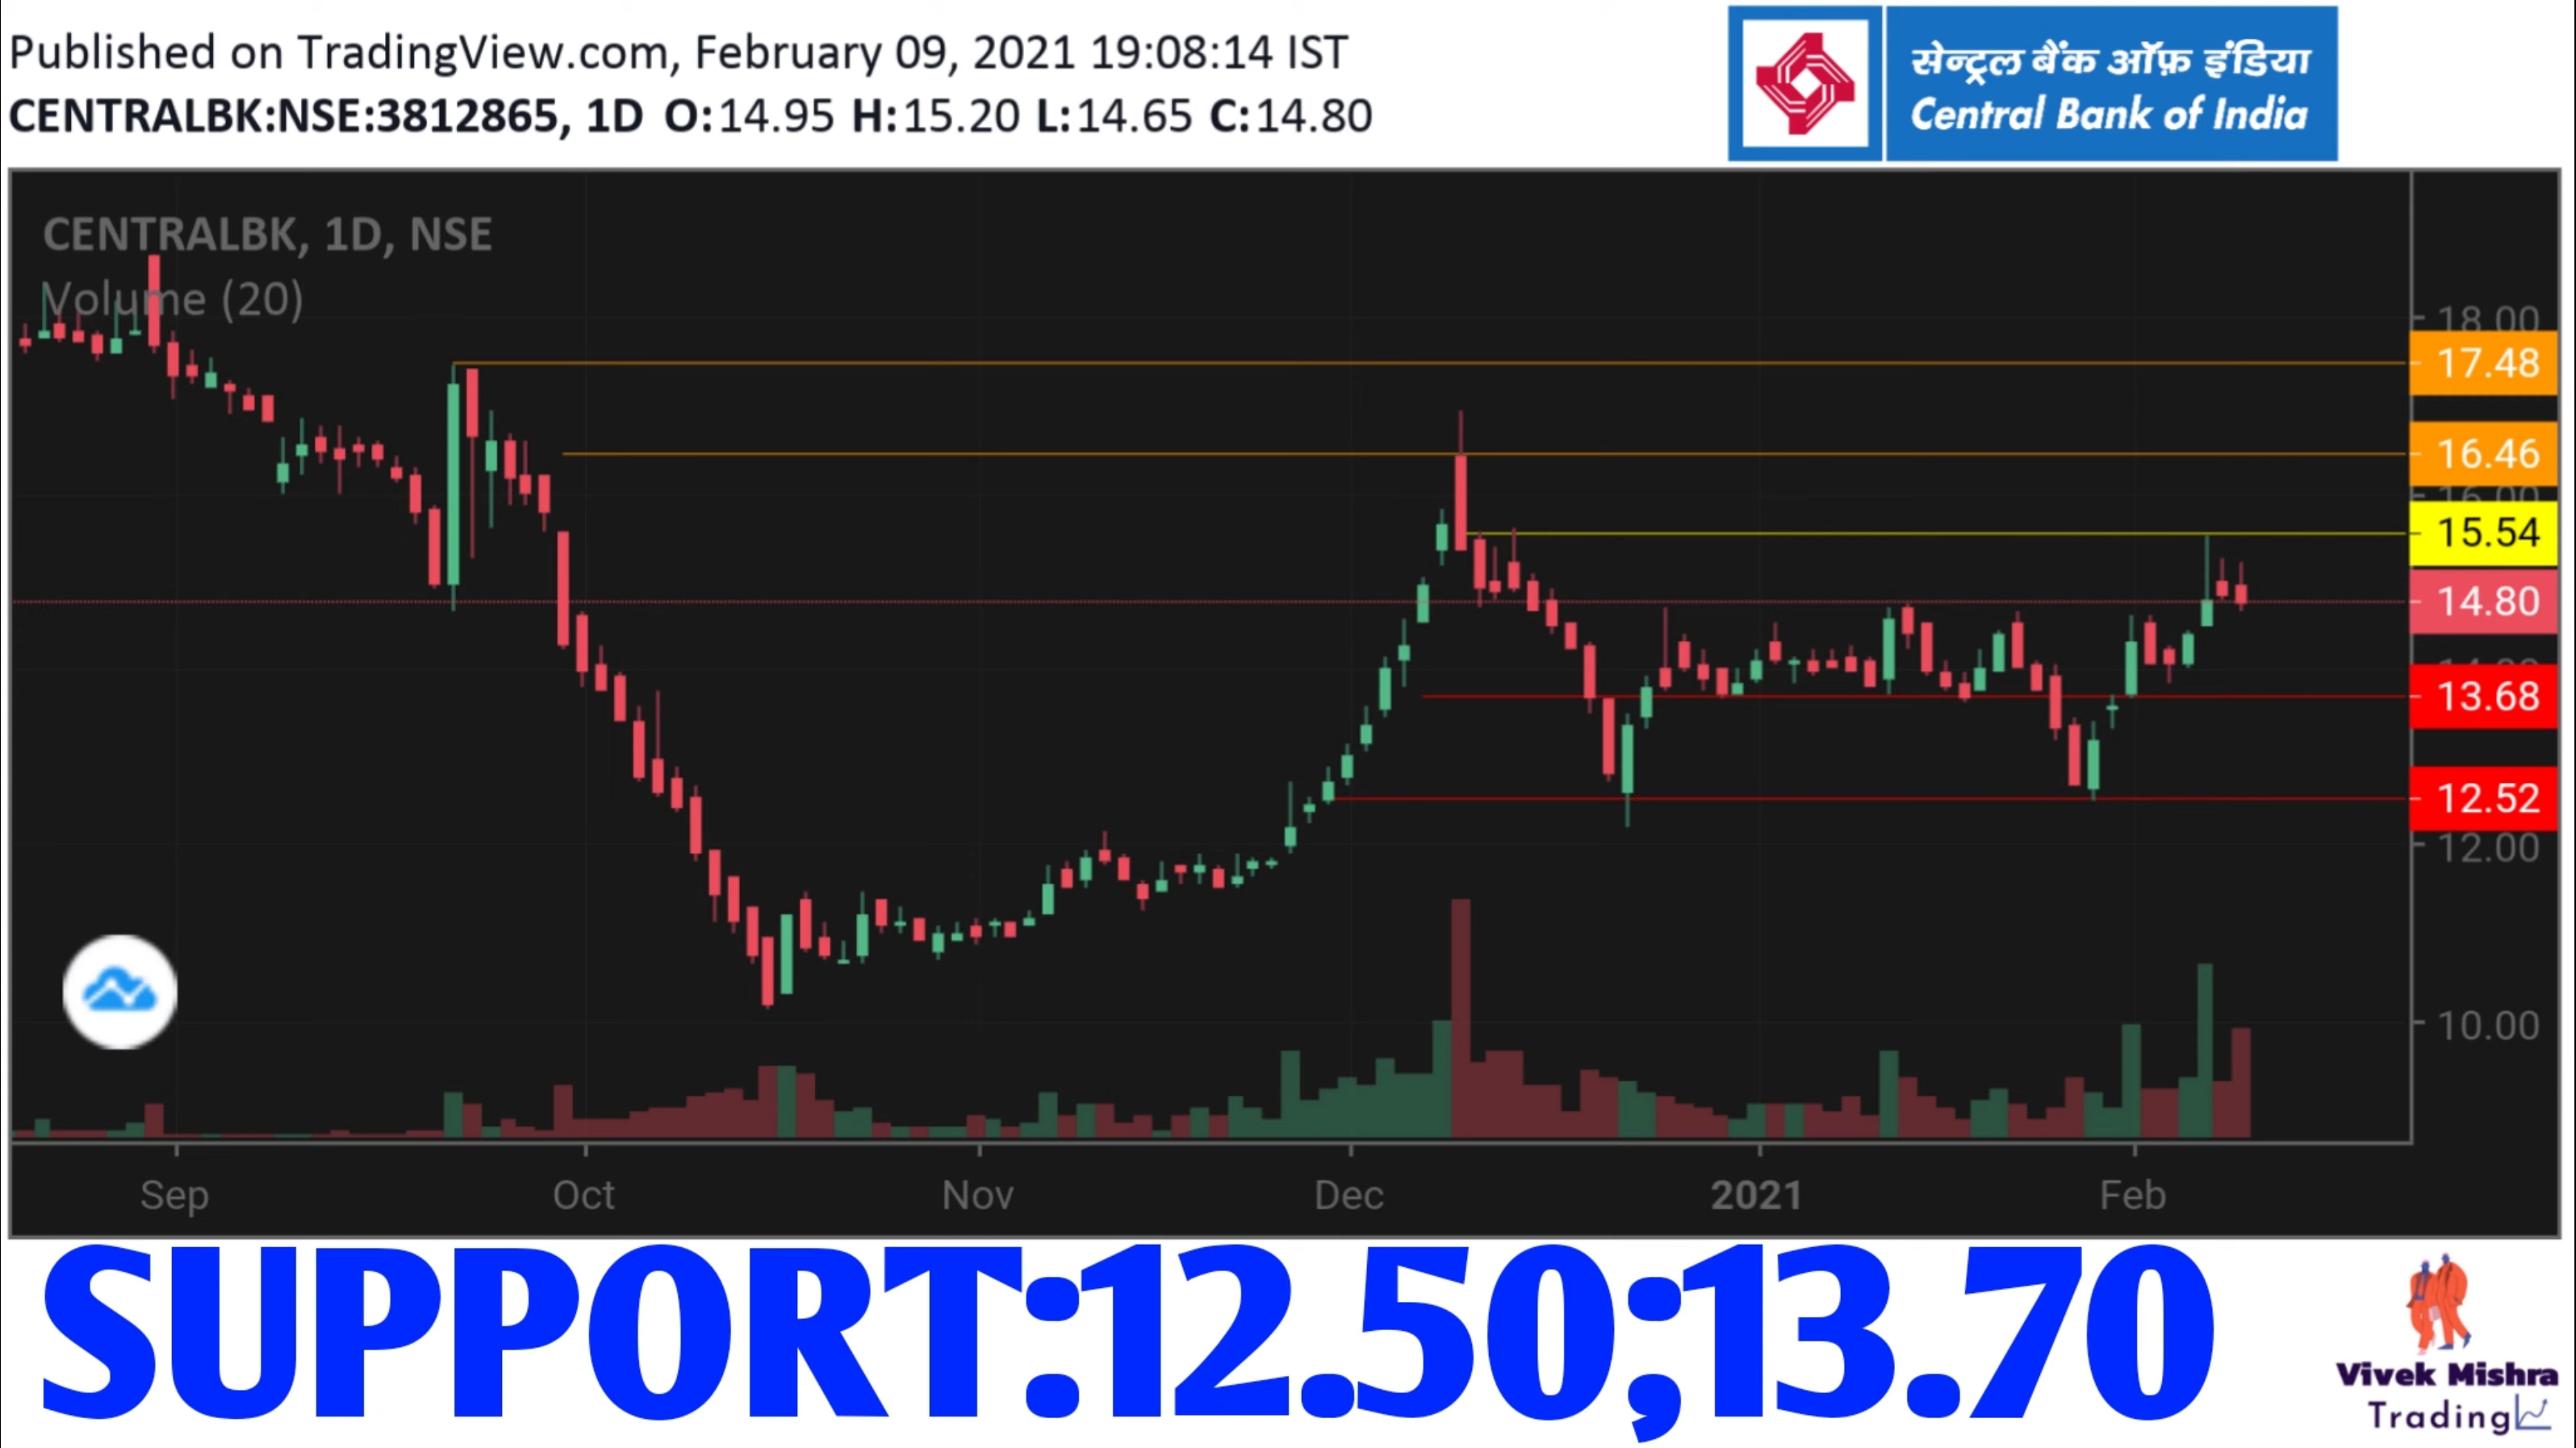 Published on TradingView.com, February 09, 2021 19:08:14 IST
CENTRALBK:NSE:3812865, 1D O:14.95 H:15.20 L:14.65 C:14.80
सेन्ट्रल बैंक ऑफ़ इंडिया
Central Bank of India
CENTRALBK, 1D, NSE
Volume (20)
18.00
17.48
16.46
16.00
15.54
14.80
13.68
12.52
12.00
10.00
Sep Oct Nov Dec 2021 Feb
SUPPORT:12.50;13.70
Vivek Mishra
Trading